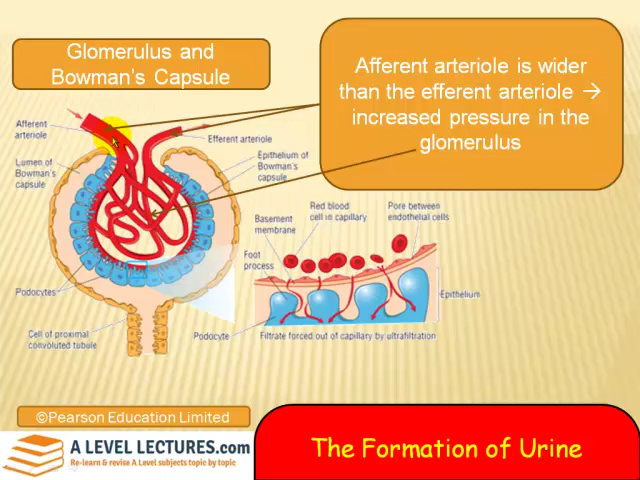 Glomerulus and
Bowman's Capsule
Afferent arteriole is wider
than the efferent arteriole →
increased pressure in the
glomerulus
Afferent
arteriole
Efferent arteriole
Lumen of
Bowman's
capsule
Epithelium of
Bowman's
capsule
Podocytes
Cell of proximal
convoluted tubule
Basement
membrane
Red blood
cell in capillary
Pore between
endothelial cells
Foot
process
Epithelium
Podocyte
Filtrate forced out of capillary by ultrafiltration
©Pearson Education Limited
A LEVEL LECTURES.com
Re-learn & revise A Level subjects topic by topic
The Formation of Urine